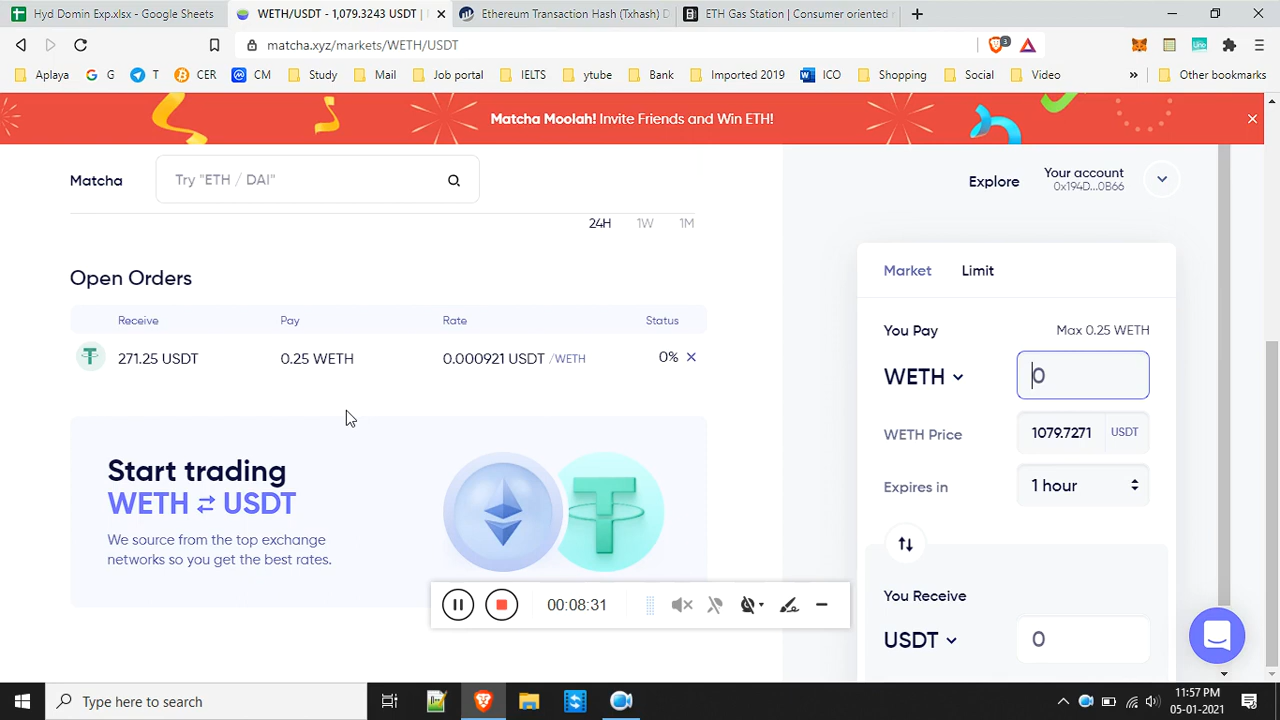 Hyd Domin Exp.xlsx - Google Sheets
WETH/USDT - 1,079.3243 USDT |
Ethereum Transaction Hash (Txhash) D
ETH Gas Station | Consumer oriented
matcha.xyz/markets/WETH/USDT
3
Aplaya
G
T
CER
CM
Study
Mail
Job portal
IELTS
ytube
Bank
Imported 2019
ICO
Shopping
Social
Video
»
Other bookmarks
Matcha Moolah! Invite Friends and Win ETH!
Matcha
Try "ETH / DAI"
Explore
Your account
0x194D...0B66
24H 1W 1M
Open Orders
Receive Pay Rate Status
271.25 USDT 0.25 WETH 0.000921 USDT /WETH 0%
Start trading
WETH ⇄ USDT
We source from the top exchange
networks so you get the best rates.
Market Limit
You Pay Max 0.25 WETH
WETH 0
WETH Price 1079.7271 USDT
Expires in 1 hour
You Receive
USDT 0
00:08:31
Type here to search
11:57 PM
05-01-2021